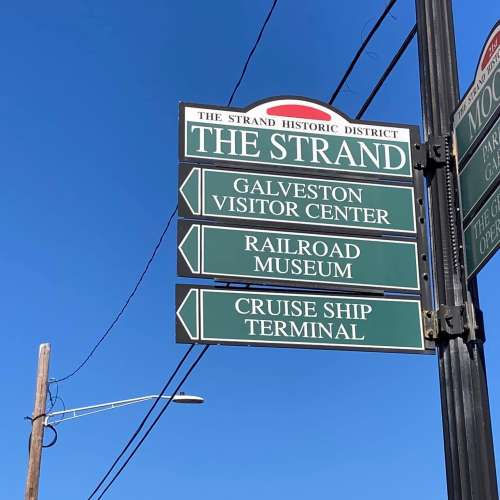 THE STRAND HISTORIC DISTRICT
THE STRAND
GALVESTON
VISITOR CENTER
RAILROAD
MUSEUM
CRUISE SHIP
TERMINAL